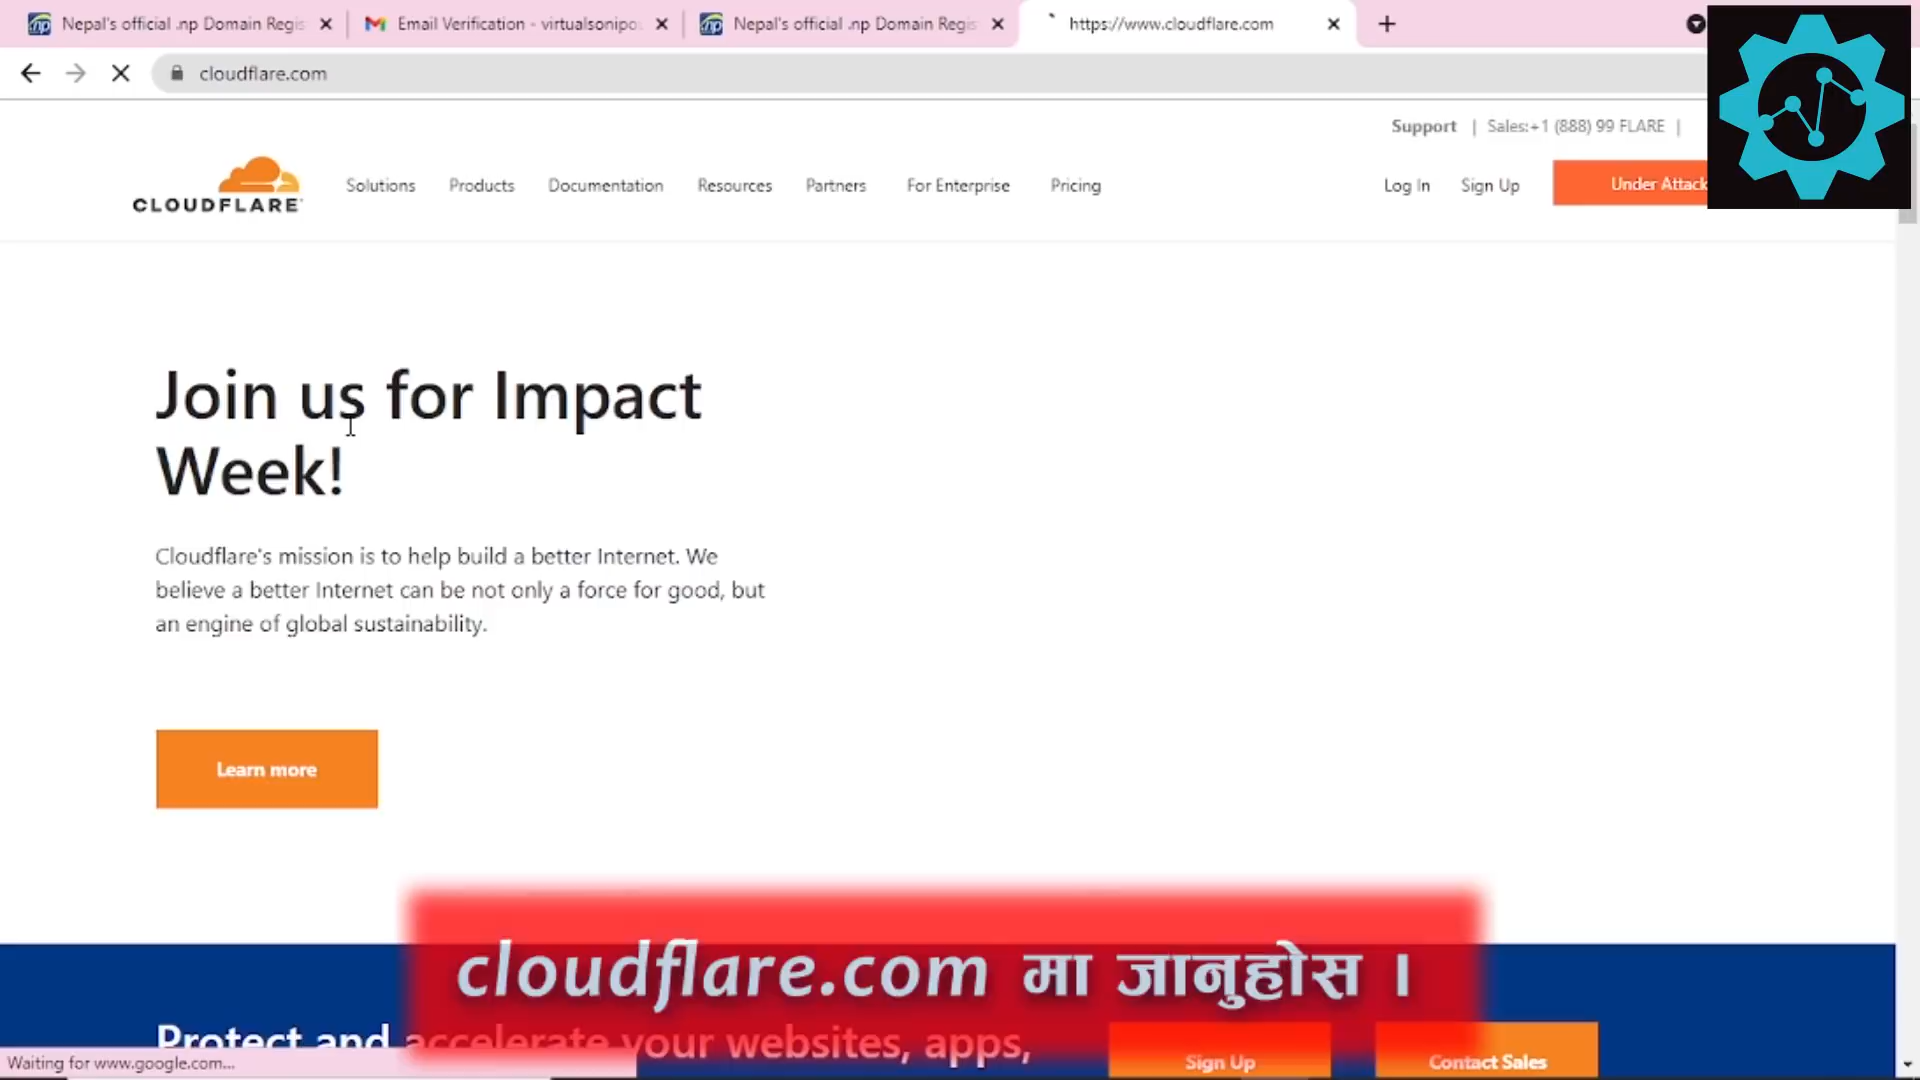 Nepal's official .np Domain Regis
Email Verification - virtualsonipo
Nepal's official .np Domain Regis
https://www.cloudflare.com
cloudflare.com
Support | Sales:+1 (888) 99 FLARE |
CLOUDFLARE
Solutions Products Documentation Resources Partners For Enterprise Pricing Log In Sign Up Under Attack
Join us for Impact
Week!
Cloudflare's mission is to help build a better Internet. We
believe a better Internet can be not only a force for good, but
an engine of global sustainability.
Learn more
cloudflare.com मा जानुहोस ।
Protect and accelerate your websites, apps,
Sign Up Contact Sales
Waiting for www.google.com...